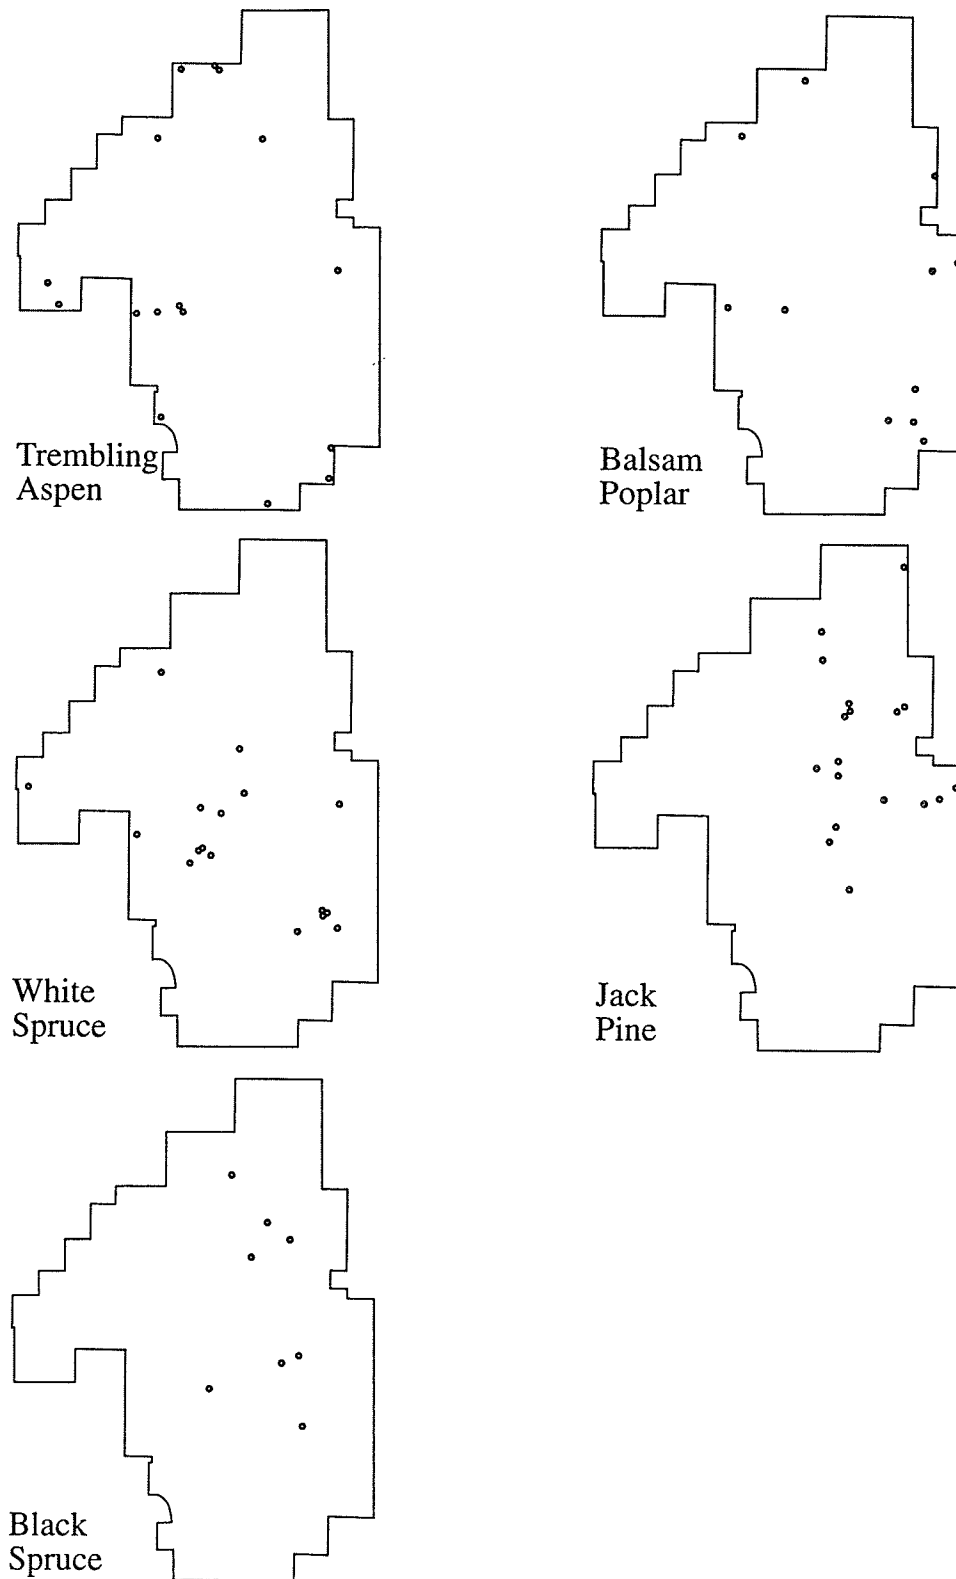 Trembling
Aspen
Balsam
Poplar
White
Spruce
Jack
Pine
Black
Spruce